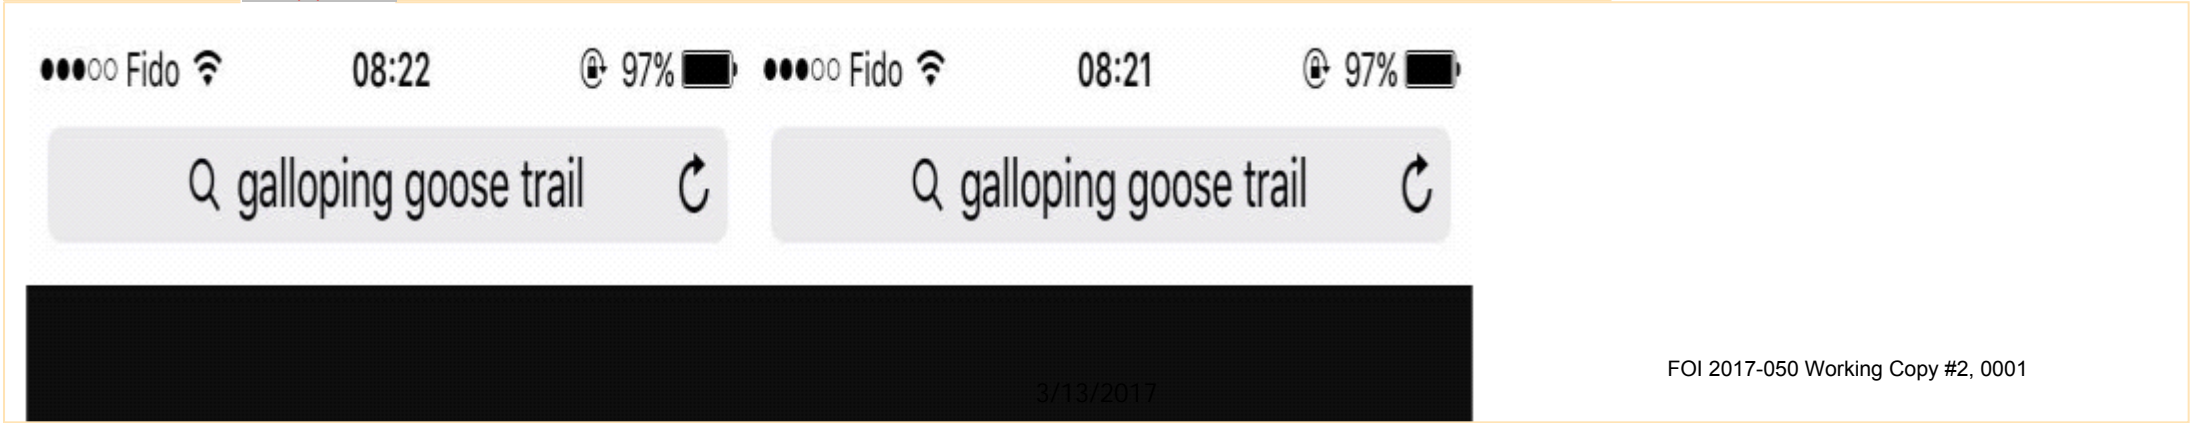 Fido 08:22 97% Fido 08:21 97%
galloping goose trail galloping goose trail
FOI 2017-050 Working Copy #2, 0001
3/13/2017